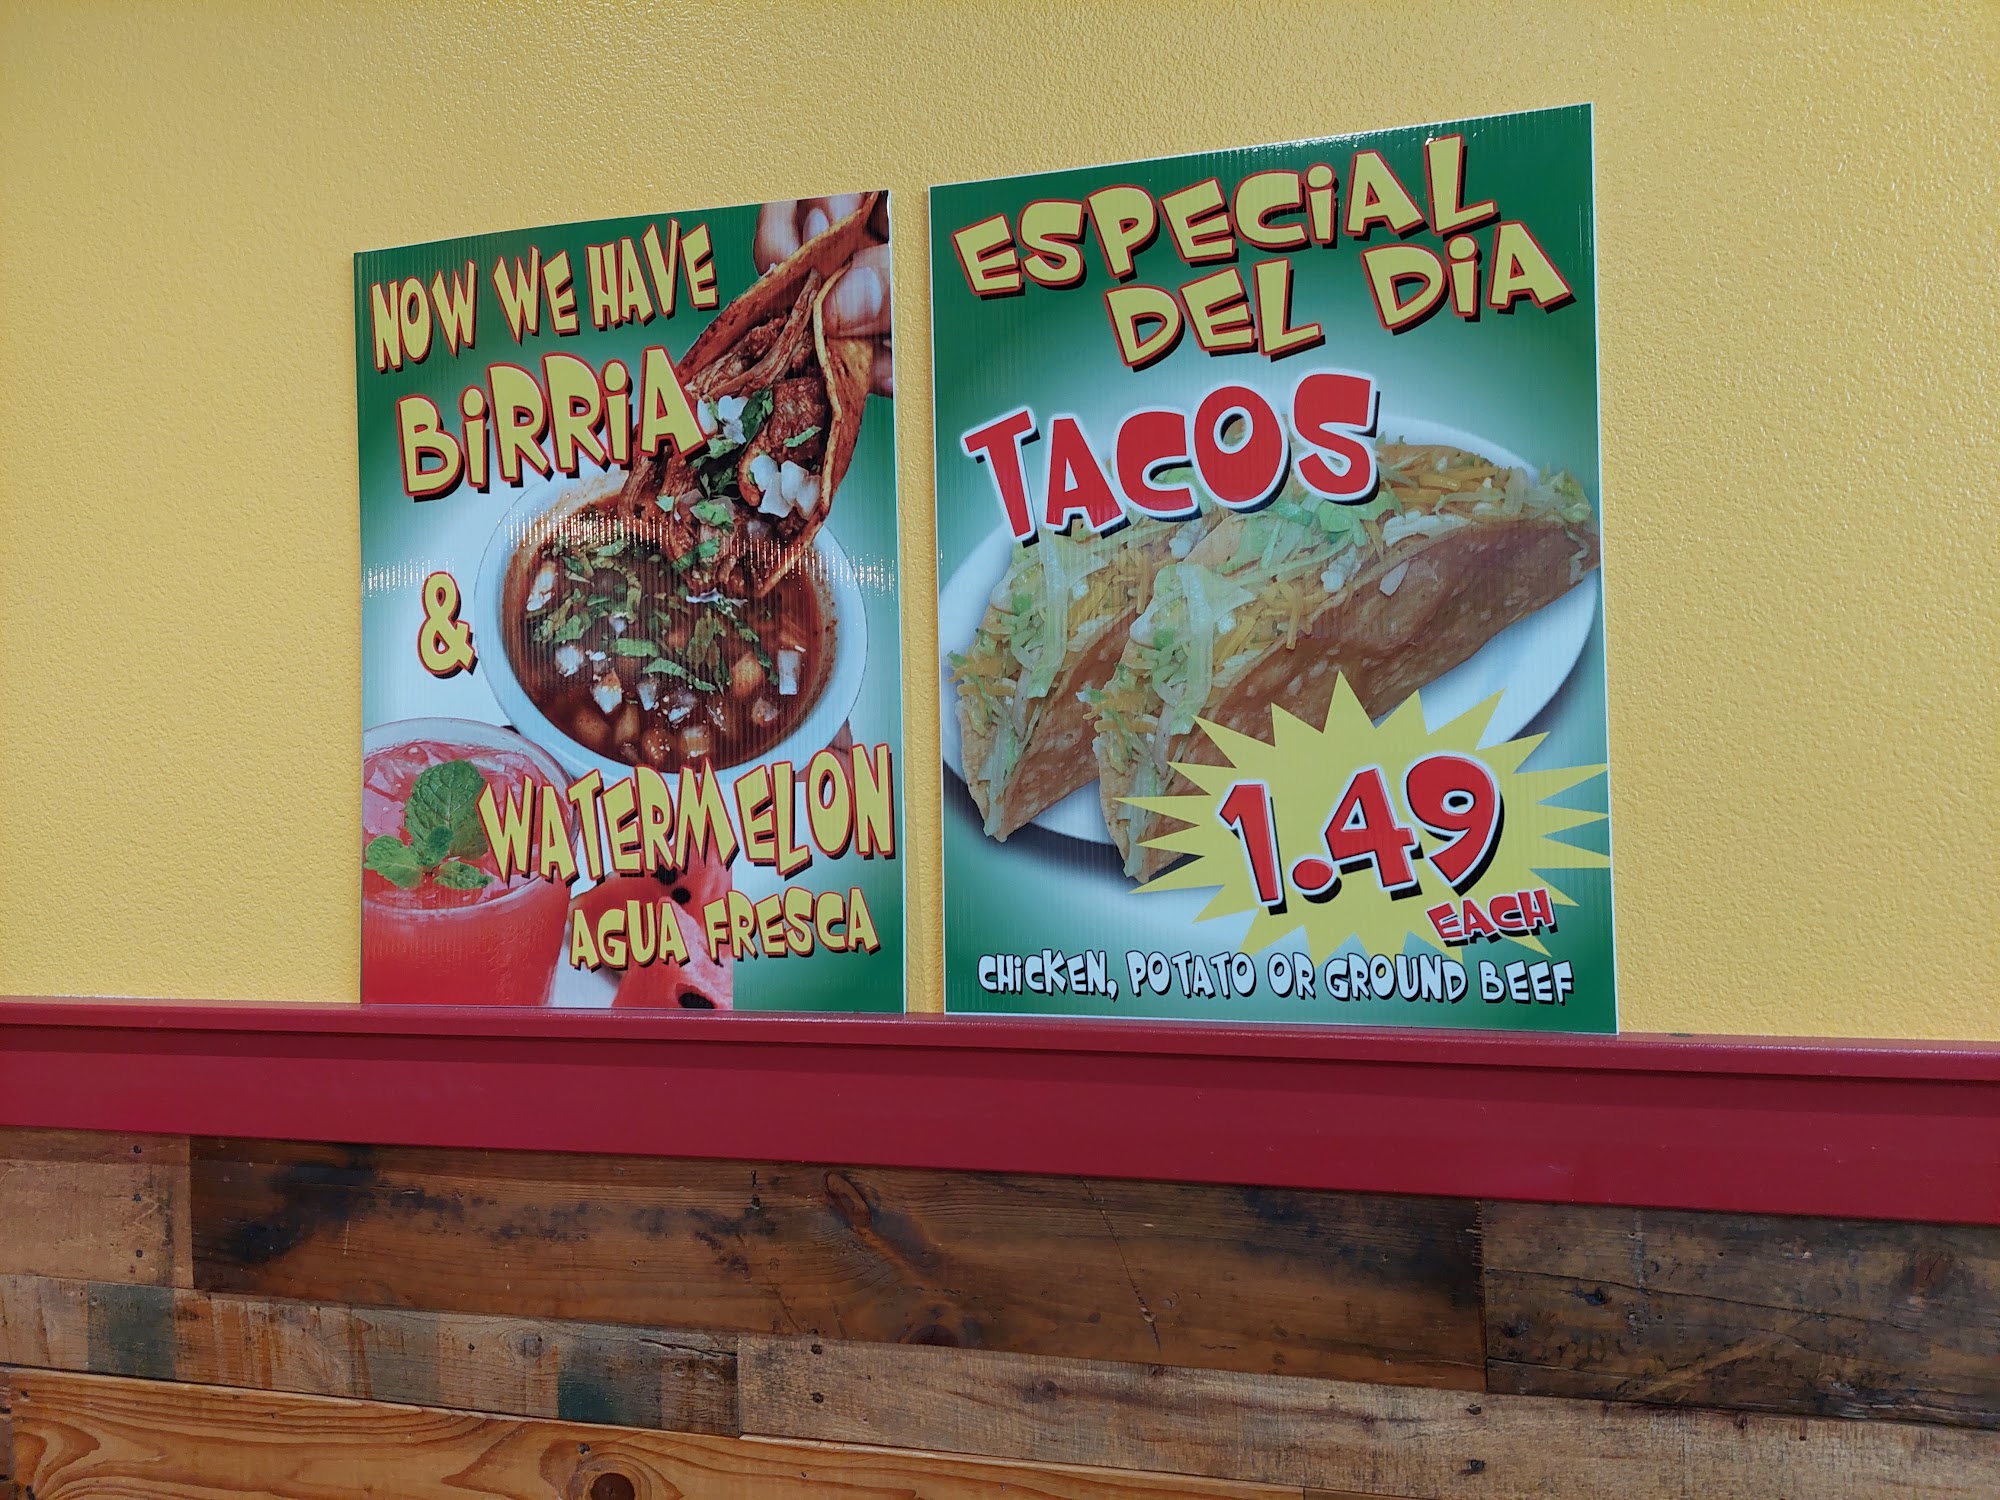 NOW WE HAVE
BiRRiA
&
WATERMELON
AGUA FRESCA
ESPECiAL
DEL DiA
TACOS
1.49
EACH
CHiCKEN, POTATO OR GROUND BEEF